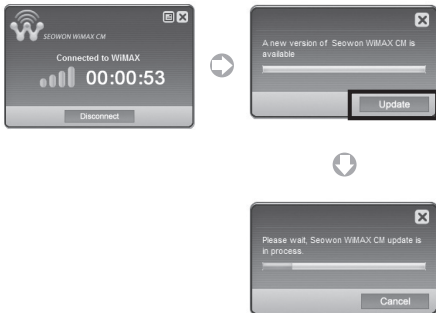 SEOWON WIMAX CM
Connected to WiMAX
00:00:53
Disconnect
A new version of Seowon WiMAX CM is
available
Update
Please wait, Seowon WiMAX CM update is
in process.
Cancel